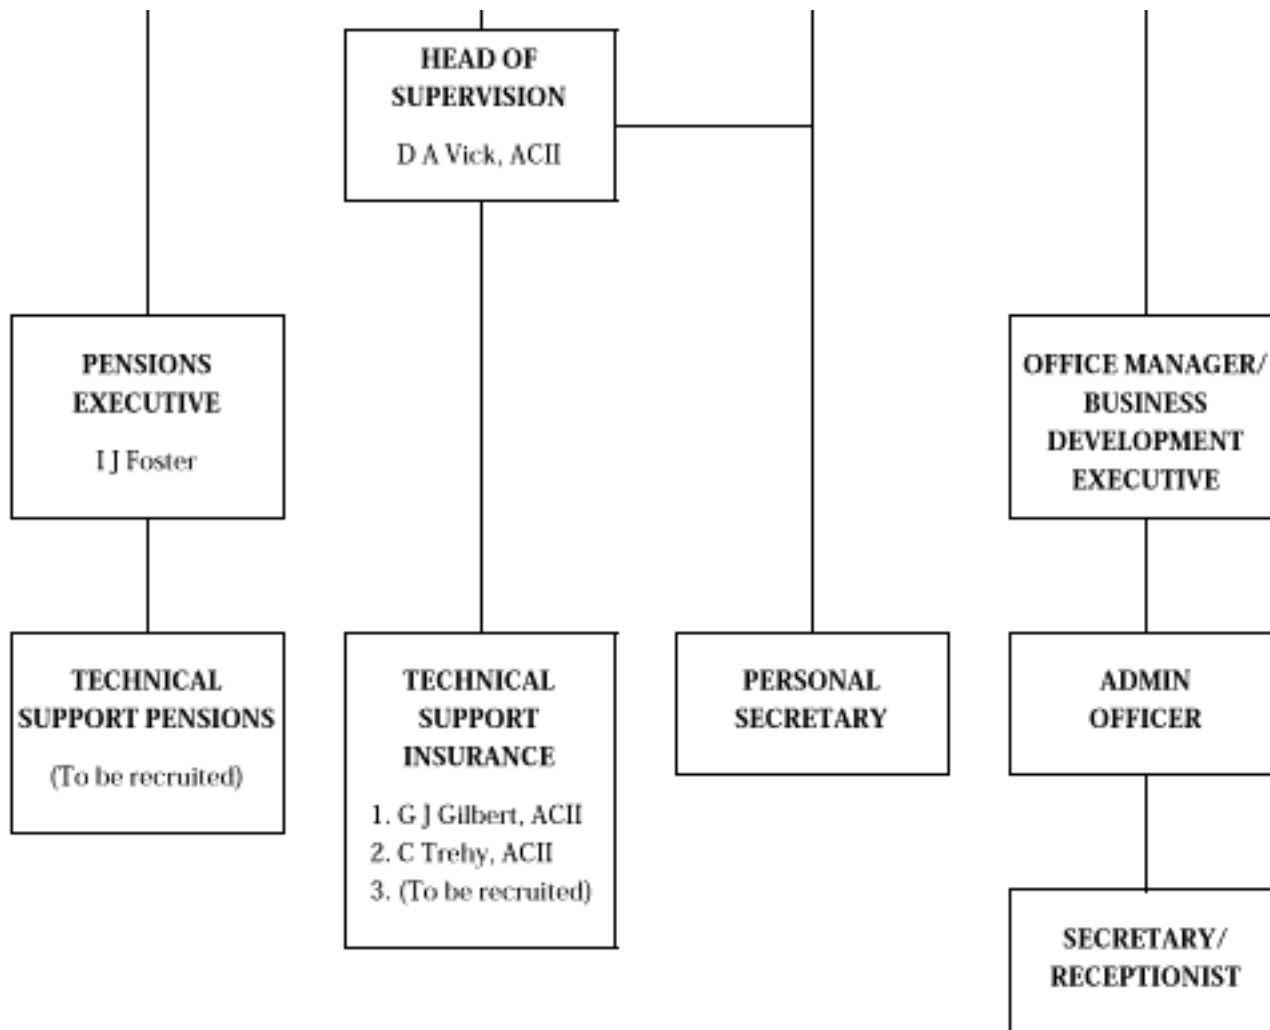 HEAD OF
SUPERVISION
D A Vick, ACII
PENSIONS
EXECUTIVE
I J Foster
OFFICE MANAGER/
BUSINESS
DEVELOPMENT
EXECUTIVE
TECHNICAL
SUPPORT PENSIONS
(To be recruited)
TECHNICAL
SUPPORT
INSURANCE
1. G J Gilbert, ACII
2. C Trehy, ACII
3. (To be recruited)
PERSONAL
SECRETARY
ADMIN
OFFICER
SECRETARY/
RECEPTIONIST